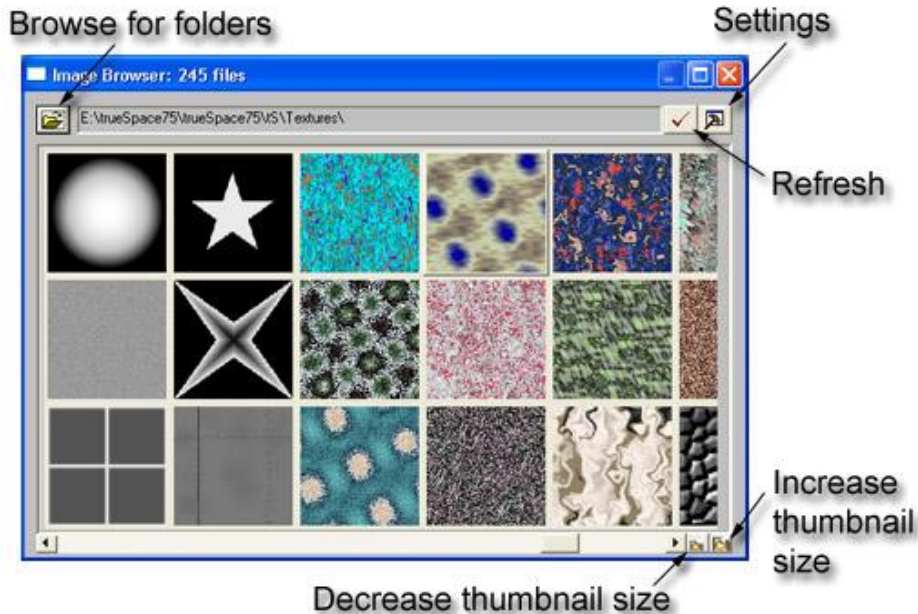 Browse for folders
Settings
Image Browser: 245 files
E:\trueSpace75\trueSpace75\tS\Textures\
Refresh
Increase
thumbnail
size
Decrease thumbnail size